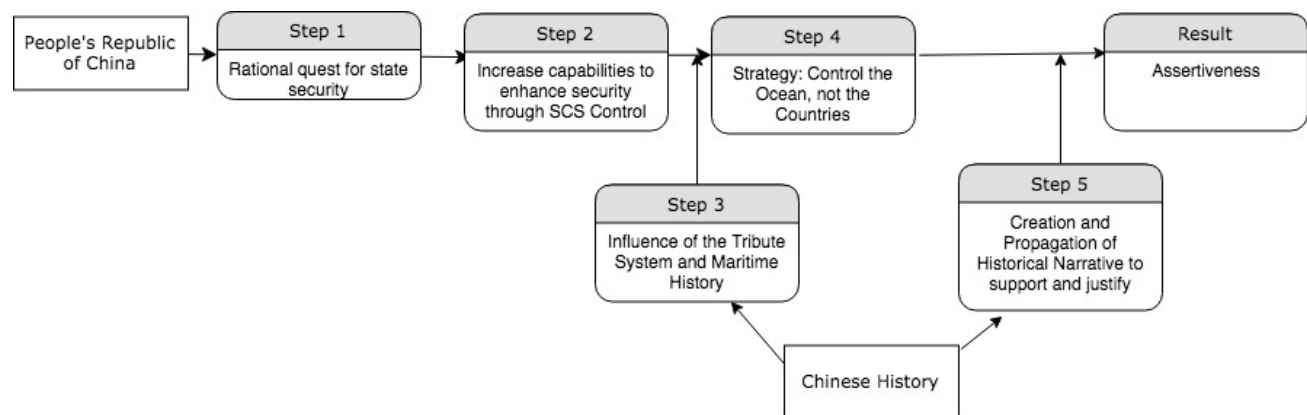 People's Republic
of China
Step 1
Rational quest for state
security
Step 2
Increase capabilities to
enhance security
through SCS Control
Step 4
Strategy: Control the
Ocean, not the
Countries
Result
Assertiveness
Step 3
Influence of the Tribute
System and Maritime
History
Step 5
Creation and
Propagation of
Historical Narrative to
support and justify
Chinese History